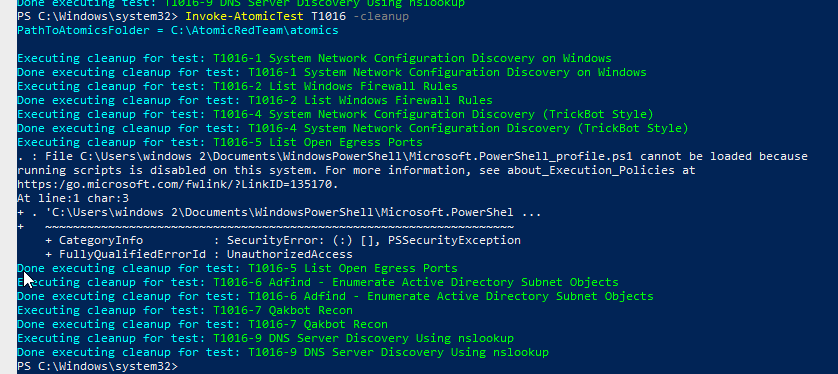 Done executing test: T1016-9 DNS Server Discovery Using nslookup
PS C:\Windows\system32> Invoke-AtomicTest T1016 -cleanup
PathToAtomicsFolder = C:\AtomicRedTeam\atomics
Executing cleanup for test: T1016-1 System Network Configuration Discovery on Windows
Done executing cleanup for test: T1016-1 System Network Configuration Discovery on Windows
Executing cleanup for test: T1016-2 List Windows Firewall Rules
Done executing cleanup for test: T1016-2 List Windows Firewall Rules
Executing cleanup for test: T1016-4 System Network Configuration Discovery (TrickBot Style)
Done executing cleanup for test: T1016-4 System Network Configuration Discovery (TrickBot Style)
Executing cleanup for test: T1016-5 List Open Egress Ports
. : File C:\Users\windows 2\Documents\WindowsPowerShell\Microsoft.PowerShell_profile.ps1 cannot be loaded because
running scripts is disabled on this system. For more information, see about_Execution_Policies at
https:/go.microsoft.com/fwlink/?LinkID=135170.
At line:1 char:3
+ . 'C:\Users\windows 2\Documents\WindowsPowerShell\Microsoft.PowerShel ...
+   ~~~~~~~~~~~~~~~~~~~~~~~~~~~~~~~~~~~~~~~~~~~~~~~~~~~~~~~~~~~~~~~~~~~
    + CategoryInfo          : SecurityError: (:) [], PSSecurityException
    + FullyQualifiedErrorId : UnauthorizedAccess
Done executing cleanup for test: T1016-5 List Open Egress Ports
Executing cleanup for test: T1016-6 Adfind - Enumerate Active Directory Subnet Objects
Done executing cleanup for test: T1016-6 Adfind - Enumerate Active Directory Subnet Objects
Executing cleanup for test: T1016-7 Qakbot Recon
Done executing cleanup for test: T1016-7 Qakbot Recon
Executing cleanup for test: T1016-9 DNS Server Discovery Using nslookup
Done executing cleanup for test: T1016-9 DNS Server Discovery Using nslookup
PS C:\Windows\system32>